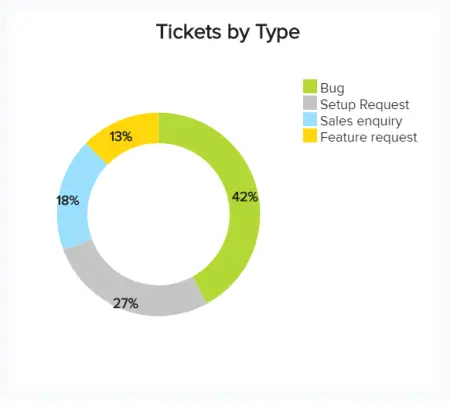 Tickets by Type
Bug
Setup Request
Sales enquiry
Feature request
13%
42%
18%
27%